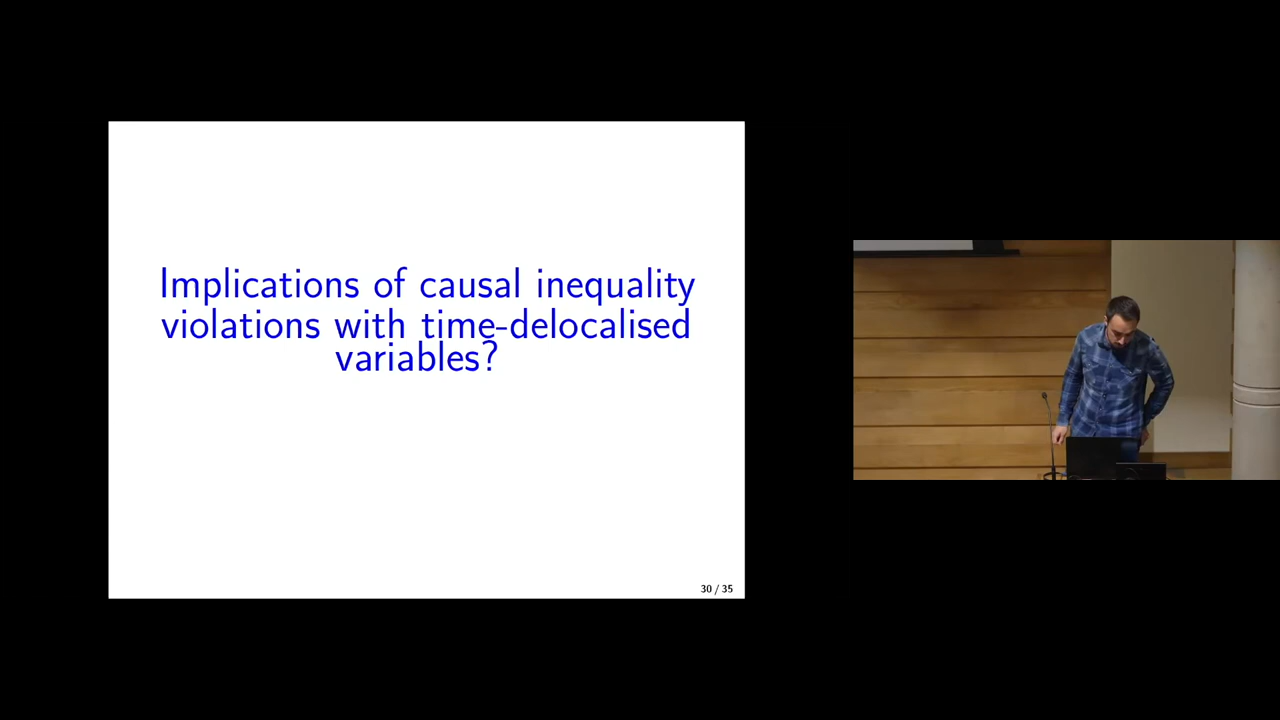 Implications of causal inequality
violations with time-delocalised
variables?
30 / 35